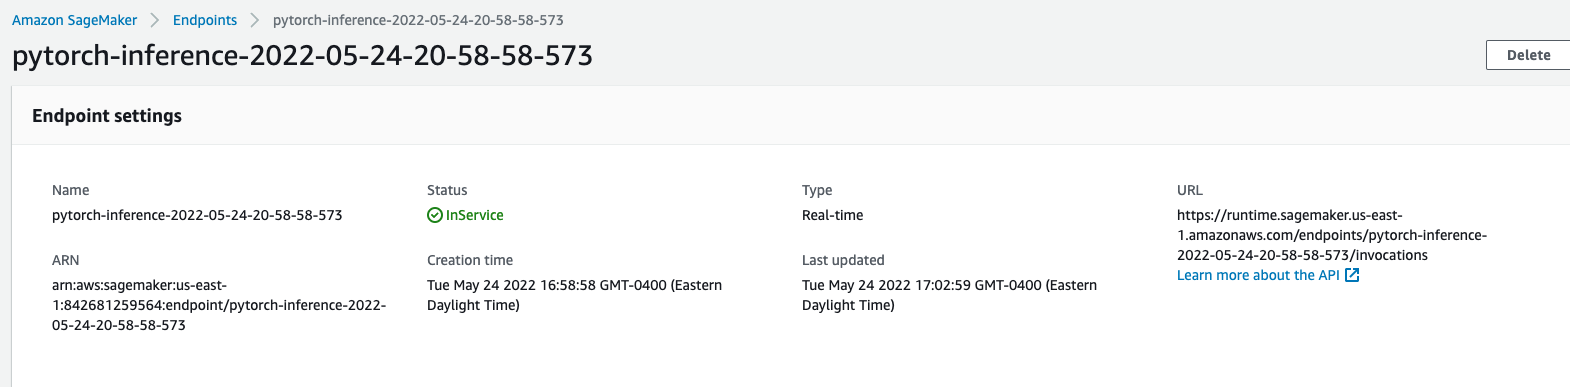 Amazon SageMaker > Endpoints > pytorch-inference-2022-05-24-20-58-58-573
pytorch-inference-2022-05-24-20-58-58-573
Delete
Endpoint settings
Name
pytorch-inference-2022-05-24-20-58-58-573
Status
InService
Type
Real-time
URL
https://runtime.sagemaker.us-east-
1.amazonaws.com/endpoints/pytorch-inference-
2022-05-24-20-58-58-573/invocations
Learn more about the API
ARN
arn:aws:sagemaker:us-east-
1:842681259564:endpoint/pytorch-inference-2022-
05-24-20-58-58-573
Creation time
Tue May 24 2022 16:58:58 GMT-0400 (Eastern
Daylight Time)
Last updated
Tue May 24 2022 17:02:59 GMT-0400 (Eastern
Daylight Time)